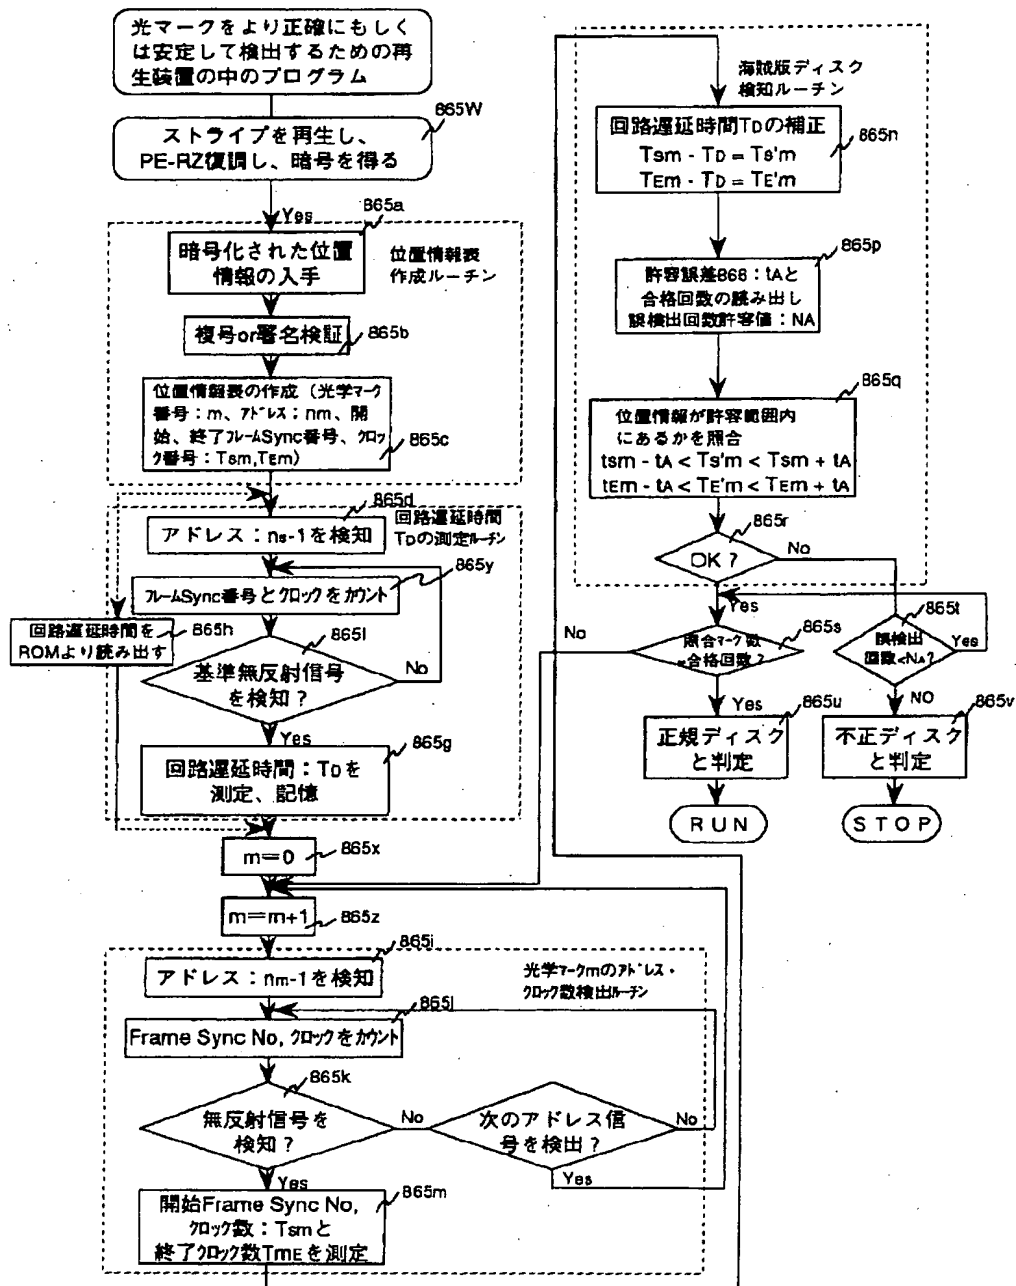 光マークをより正確にもしく
は安定して検出するための再
生装置の中のプログラム
865W
ストライプを再生し、
PE-RZ復調し、暗号を得る
Yes
865a
暗号化された位置
情報の入手
位置情報表
作成ルーチン
865b
複号or署名検証
位置情報表の作成（光学マーク
番号：m、アドレス：nm、開
始、終了フレームSync番号、クロッ
ク番号：Tsm,TEm）
865c
865d
アドレス：ns-1を検知
回路遅延時間
TDの測定ルーチン
865y
フレームSync番号とクロックをカウント
回路遅延時間を
ROMより読み出す
865h
865l
基準無反射信号
を検知？
No
Yes
865g
回路遅延時間：TDを
測定、記憶
m=0
865x
m=m+1
865z
865i
アドレス：nm-1を検知
光学マークmのアドレス・
クロック数検出ルーチン
865j
Frame Sync No, クロックをカウント
865k
無反射信号を
検知？
No
次のアドレス信
号を検出？
No
Yes
Yes
865m
開始Frame Sync No,
クロック数：Tsmと
終了クロック数TmEを測定
海賊版ディスク
検知ルーチン
回路遅延時間TDの補正
Tsm - TD = Ts'm
TEm - TD = TE'm
865n
865p
許容誤差868：tAと
合格回数の読み出し
誤検出回数許容値：NA
865q
位置情報が許容範囲内
にあるかを照合
tsm - tA < Ts'm < Tsm + tA
tEm - tA < TE'm < TEm + tA
865r
OK？
No
Yes
No
照合マーク数
=合格回数？
865s
865t
誤検出
回数<NA？
Yes
Yes
865u
NO
865v
正規ディスク
と判定
不正ディスク
と判定
RUN
STOP